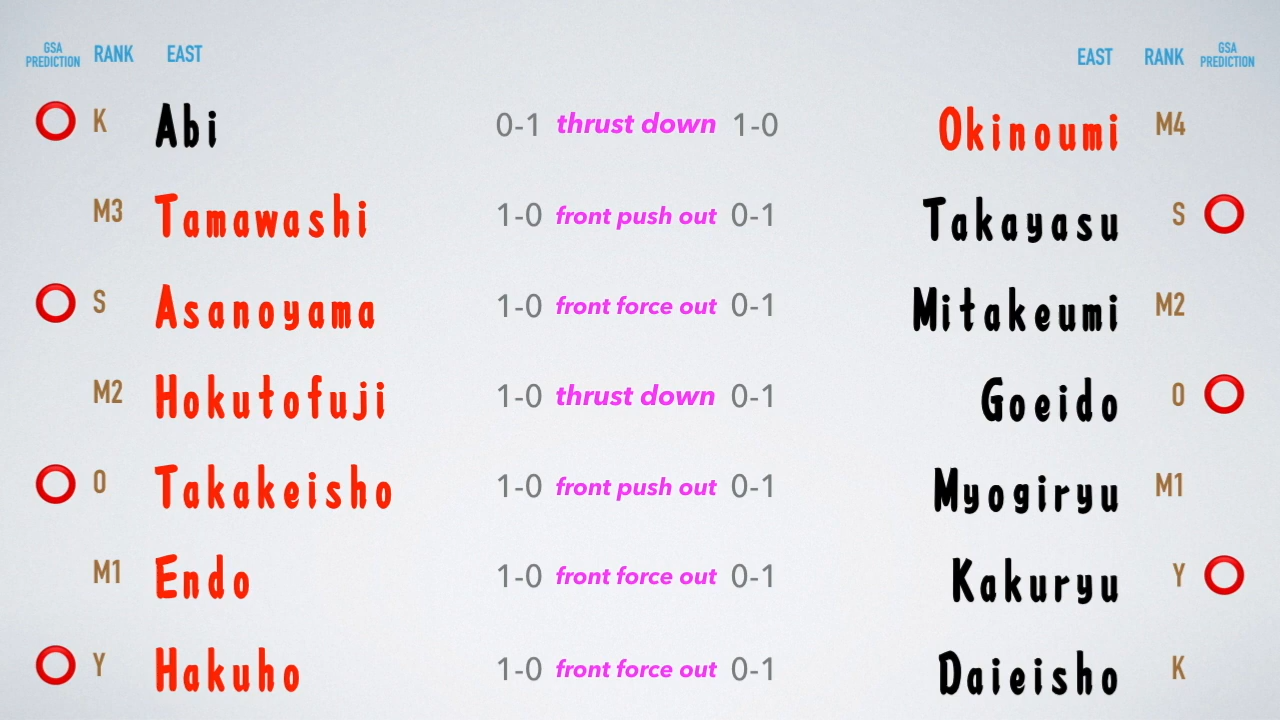 GSA PREDICTION RANK EAST EAST RANK GSA PREDICTION
K Abi 0-1 thrust down 1-0 Okinoumi M4
M3 Tamawashi 1-0 front push out 0-1 Takayasu S
S Asanoyama 1-0 front force out 0-1 Mitakeumi M2
M2 Hokutofuji 1-0 thrust down 0-1 Goeido O
O Takakeisho 1-0 front push out 0-1 Myogiryu M1
M1 Endo 1-0 front force out 0-1 Kakuryu Y
Y Hakuho 1-0 front force out 0-1 Daieisho K